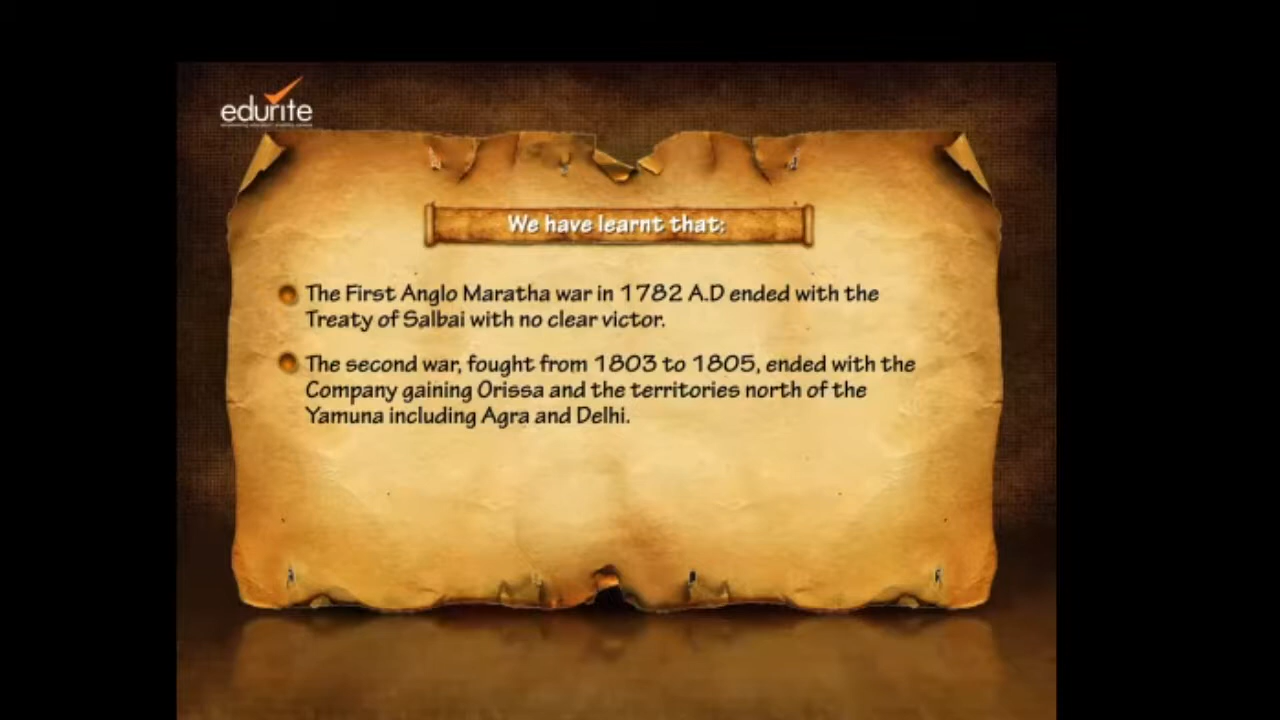 edurite
We have learnt that:
The First Anglo Maratha war in 1782 A.D ended with the
Treaty of Salbai with no clear victor.
The second war, fought from 1803 to 1805, ended with the
Company gaining Orissa and the territories north of the
Yamuna including Agra and Delhi.